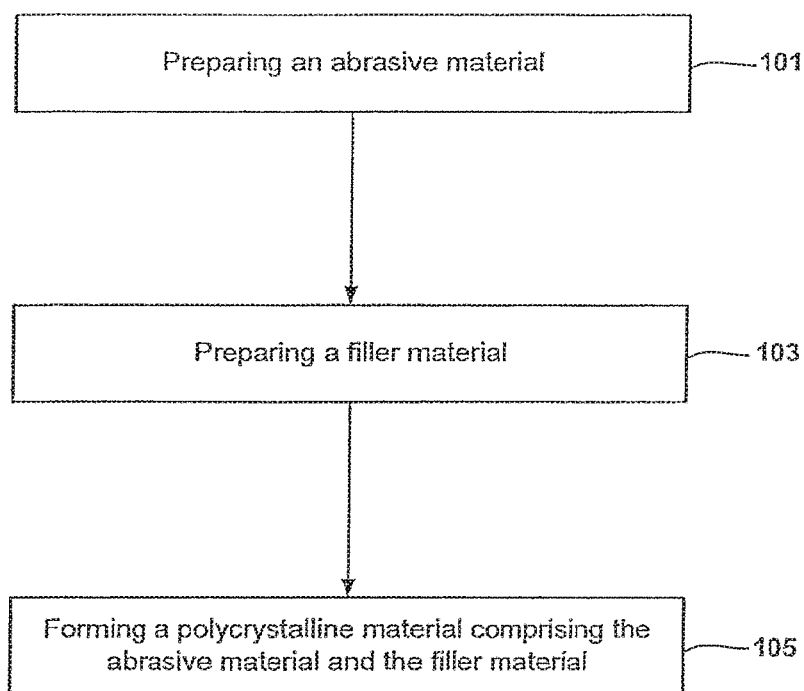 Preparing an abrasive material
101
Preparing a filler material
103
Forming a polycrystalline material comprising the
abrasive material and the filler material
105